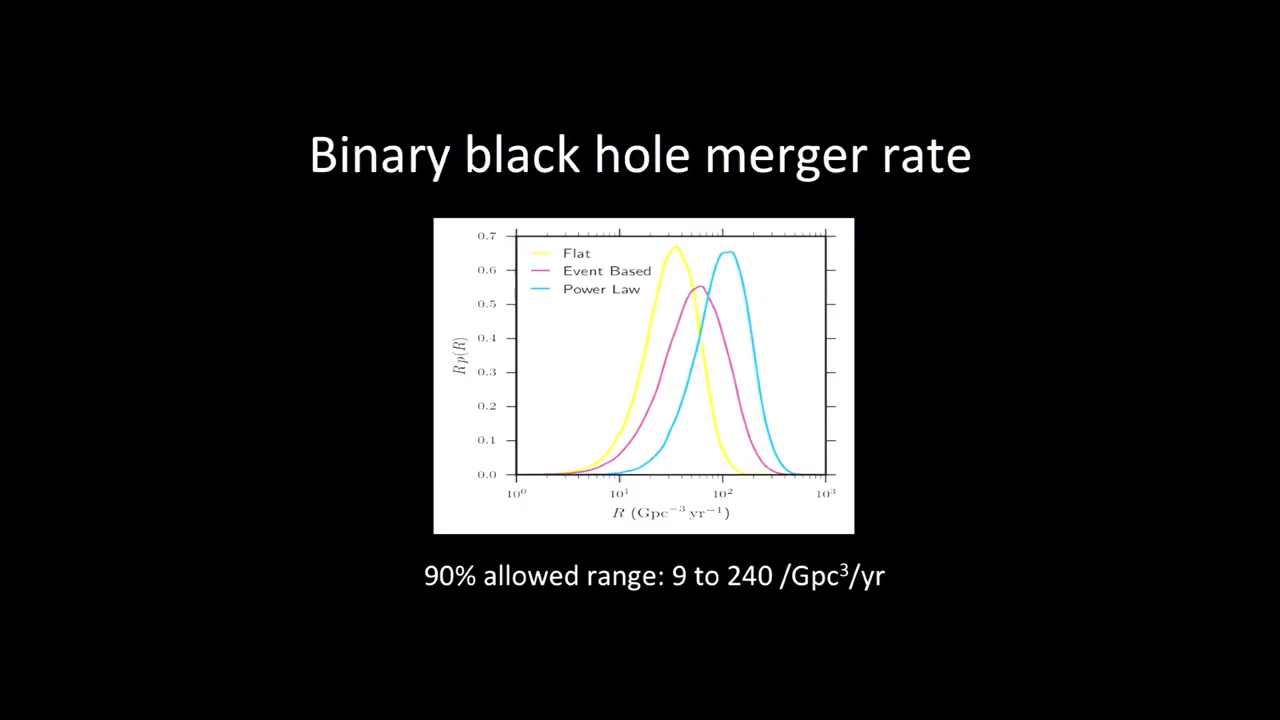 Binary black hole merger rate
0.7
0.6
0.5
0.4
0.3
0.2
0.1
0.0
Rp(R)
Flat
Event Based
Power Law
10⁰ 10¹ 10² 10³
R (Gpc⁻³ yr⁻¹)
90% allowed range: 9 to 240 /Gpc³/yr